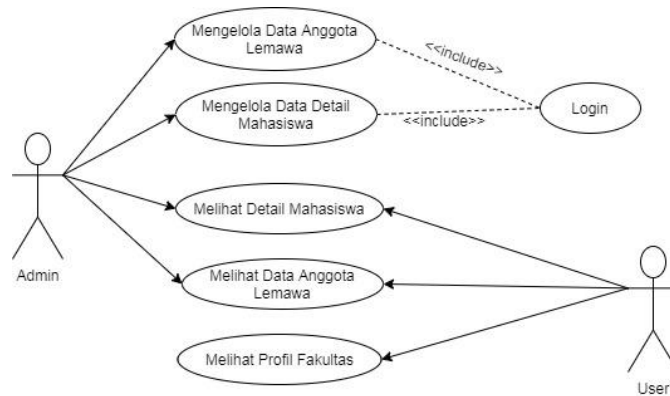 Mengelola Data Anggota
Lemawa
<<include>>
Mengelola Data Detail
Mahasiswa
<<include>>
Login
Melihat Detail Mahasiswa
Admin
Melihat Data Anggota
Lemawa
Melihat Profil Fakultas
User